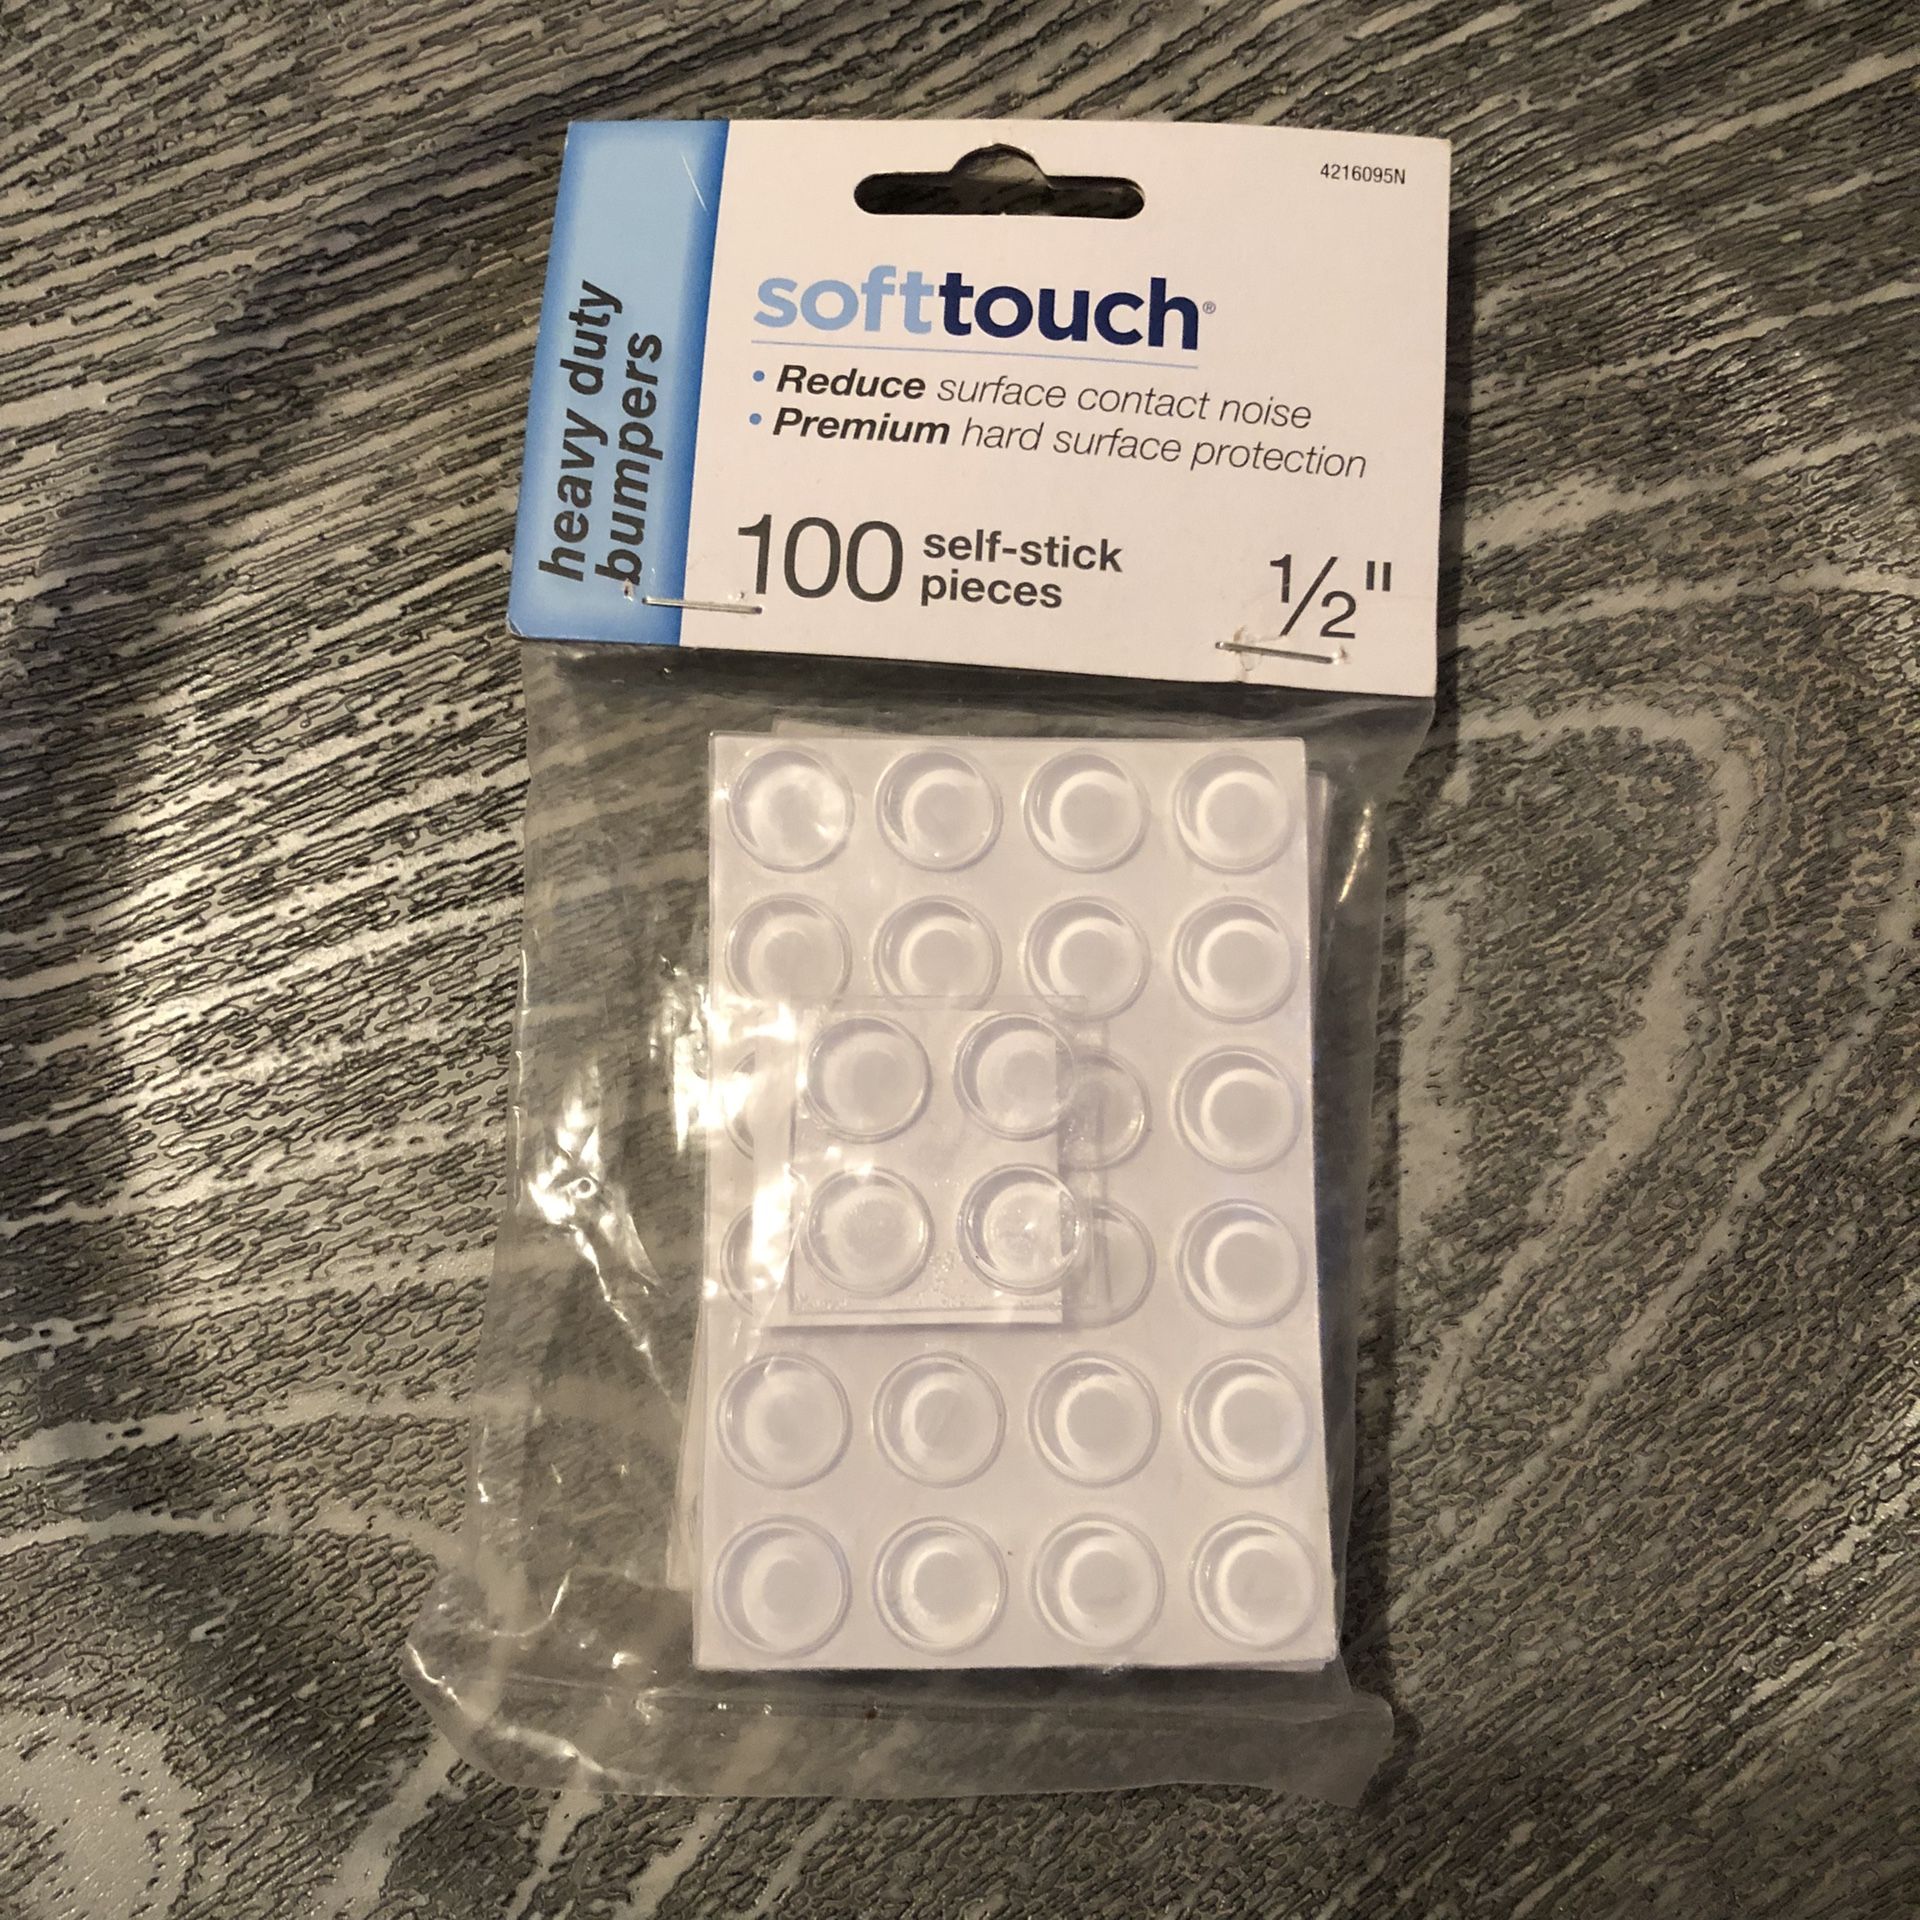 4216095N
heavy duty
bumpers
softtouch®
• Reduce surface contact noise
• Premium hard surface protection
100 self-stick
pieces
1/2"